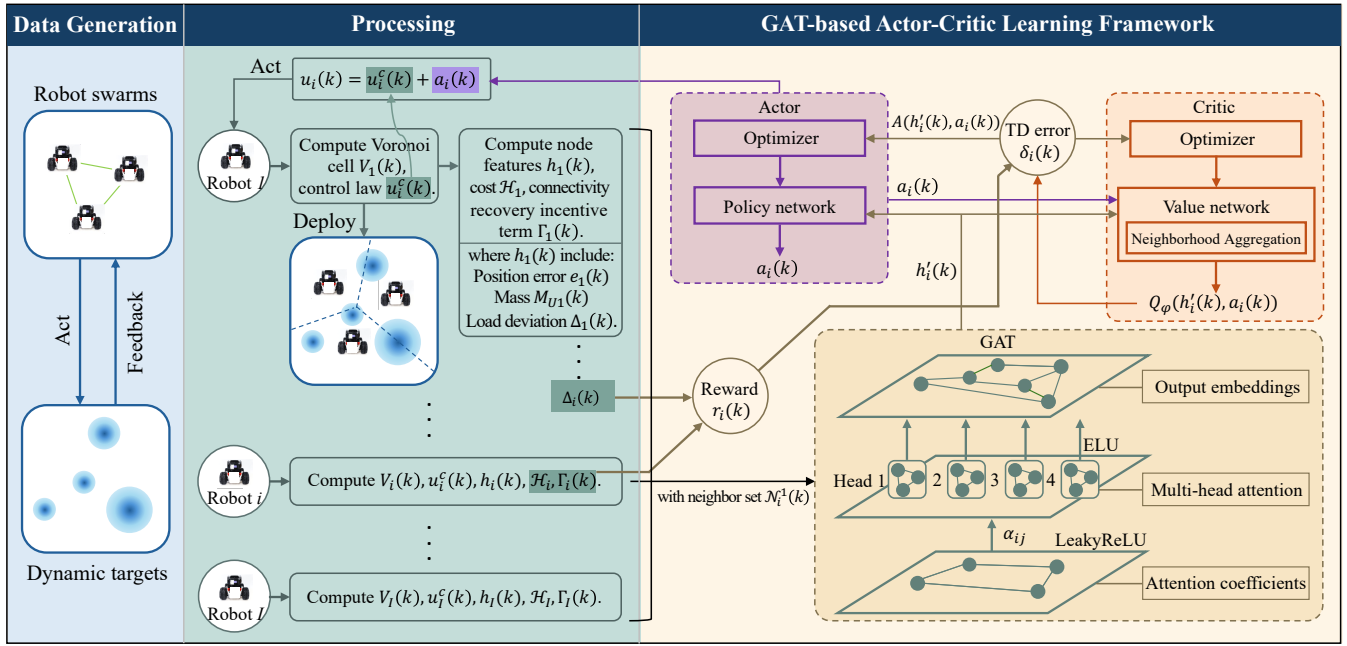 Data Generation
Processing
GAT-based Actor-Critic Learning Framework
Robot swarms
Act
Feedback
Dynamic targets
Act
u_i(k) = u_i^c(k) + a_i(k)
Robot I
Compute Voronoi
cell V_1(k),
control law u_i^c(k).
Deploy
Compute node
features h_1(k),
cost ℋ_1, connectivity
recovery incentive
term Γ_1(k).
where h_1(k) include:
Position error e_1(k)
Mass M_{U1}(k)
Load deviation Δ_1(k).
Δ_i(k)
Robot i
Compute V_i(k), u_i^c(k), h_i(k), ℋ_i, Γ_i(k).
Robot I
Compute V_I(k), u_I^c(k), h_I(k), ℋ_I, Γ_I(k).
Reward
r_i(k)
with neighbor set 𝒩_i^{-1}(k)
Actor
Optimizer
Policy network
a_i(k)
A(h_i′(k), a_i(k))
TD error
δ_i(k)
a_i(k)
h_i′(k)
Critic
Optimizer
Value network
Neighborhood Aggregation
Q_φ(h_i′(k), a_i(k))
GAT
Output embeddings
ELU
Head 1 2 3 4
Multi-head attention
α_{ij}
LeakyReLU
Attention coefficients